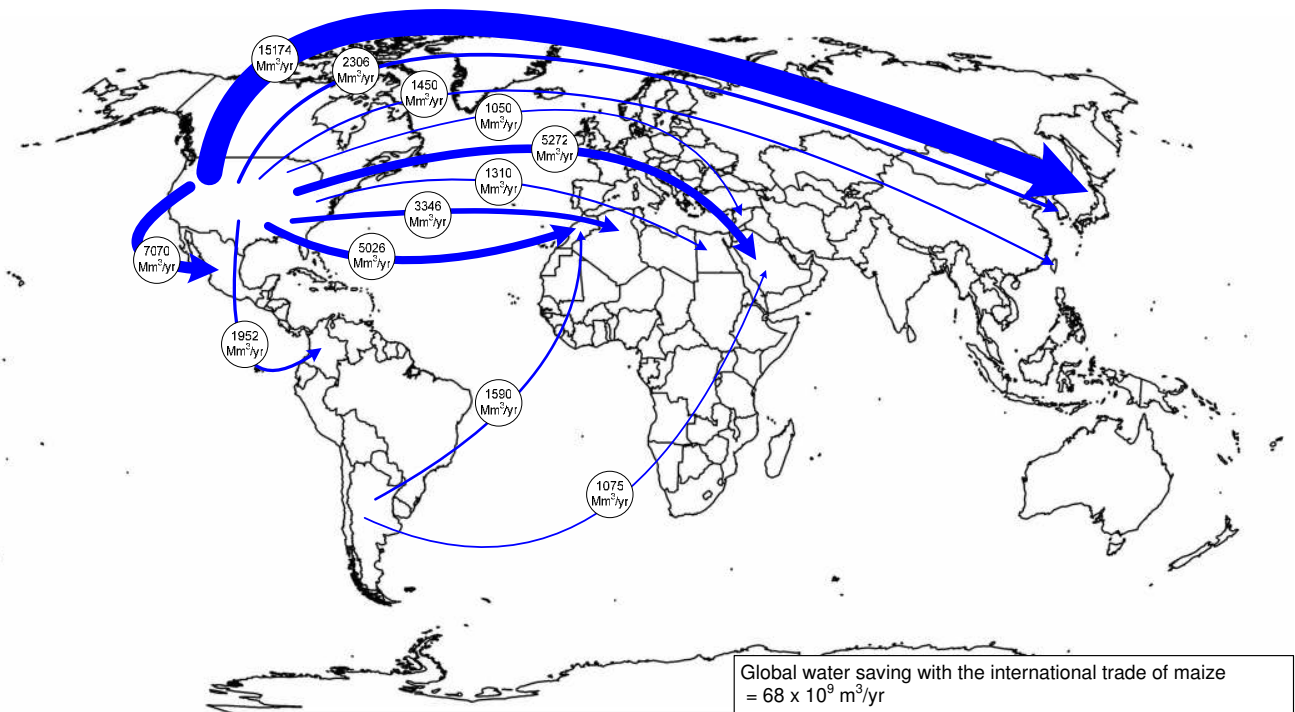 15174
Mm³/yr
2306
Mm³/yr
1450
Mm³/yr
1050
Mm³/yr
5272
Mm³/yr
1310
Mm³/yr
3346
Mm³/yr
5026
Mm³/yr
7070
Mm³/yr
1952
Mm³/yr
1590
Mm³/yr
1075
Mm³/yr
Global water saving with the international trade of maize
= 68 x 10⁹ m³/yr